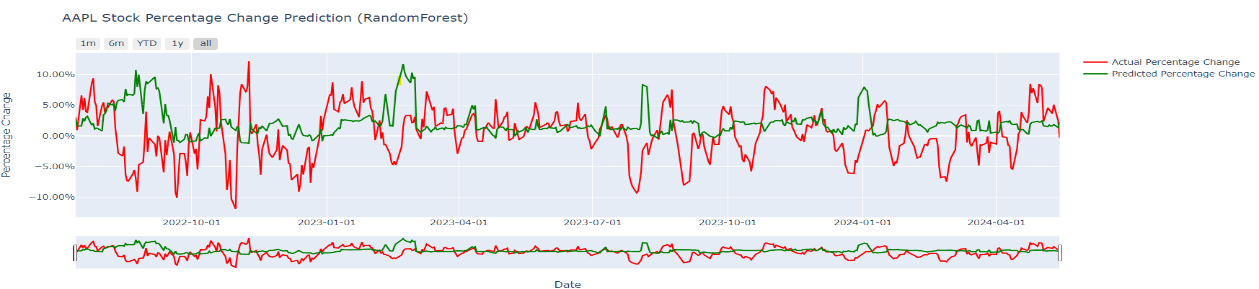 AAPL Stock Percentage Change Prediction (RandomForest)
1m 6m YTD 1y all
Actual Percentage Change
Predicted Percentage Change
Percentage Change
10.00%
5.00%
0.00%
−5.00%
−10.00%
2022-10-01 2023-01-01 2023-04-01 2023-07-01 2023-10-01 2024-01-01 2024-04-01
Date